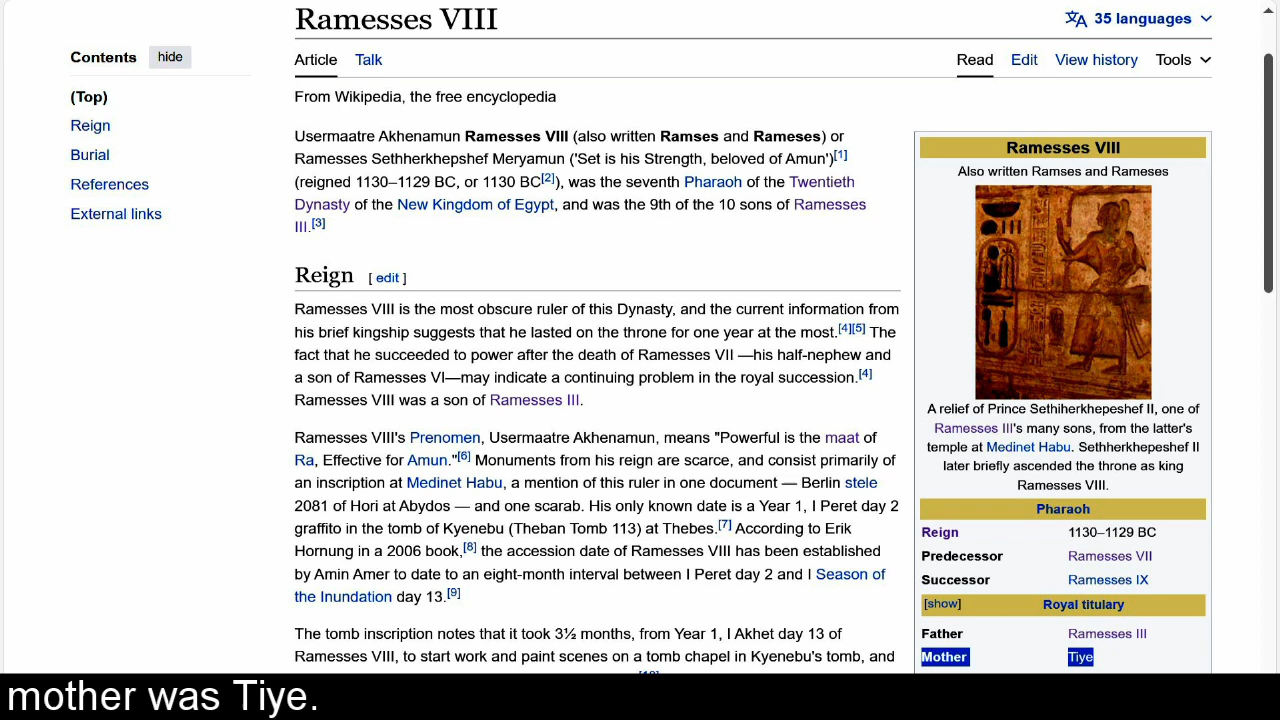 Ramesses VIII
35 languages
Contents hide
Article Talk Read Edit View history Tools
(Top)
Reign
Burial
References
External links
From Wikipedia, the free encyclopedia
Usermaatre Akhenamun Ramesses VIII (also written Ramses and Rameses) or
Ramesses Sethherkhepshef Meryamun ('Set is his Strength, beloved of Amun')[1]
(reigned 1130–1129 BC, or 1130 BC[2]), was the seventh Pharaoh of the Twentieth
Dynasty of the New Kingdom of Egypt, and was the 9th of the 10 sons of Ramesses
III.[3]
Reign [ edit ]
Ramesses VIII is the most obscure ruler of this Dynasty, and the current information from
his brief kingship suggests that he lasted on the throne for one year at the most.[4][5] The
fact that he succeeded to power after the death of Ramesses VII —his half-nephew and
a son of Ramesses VI—may indicate a continuing problem in the royal succession.[4]
Ramesses VIII was a son of Ramesses III.
Ramesses VIII's Prenomen, Usermaatre Akhenamun, means "Powerful is the maat of
Ra, Effective for Amun."[6] Monuments from his reign are scarce, and consist primarily of
an inscription at Medinet Habu, a mention of this ruler in one document — Berlin stele
2081 of Hori at Abydos — and one scarab. His only known date is a Year 1, I Peret day 2
graffito in the tomb of Kyenebu (Theban Tomb 113) at Thebes.[7] According to Erik
Hornung in a 2006 book,[8] the accession date of Ramesses VIII has been established
by Amin Amer to date to an eight-month interval between I Peret day 2 and I Season of
the Inundation day 13.[9]
The tomb inscription notes that it took 3½ months, from Year 1, I Akhet day 13 of
Ramesses VIII, to start work and paint scenes on a tomb chapel in Kyenebu's tomb, and
Ramesses VIII
Also written Ramses and Rameses
A relief of Prince Sethiherkhepeshef II, one of
Ramesses III's many sons, from the latter's
temple at Medinet Habu. Sethherkhepeshef II
later briefly ascended the throne as king
Ramesses VIII.
Pharaoh
Reign 1130–1129 BC
Predecessor Ramesses VII
Successor Ramesses IX
[show] Royal titulary
Father Ramesses III
Mother Tiye
mother was Tiye.